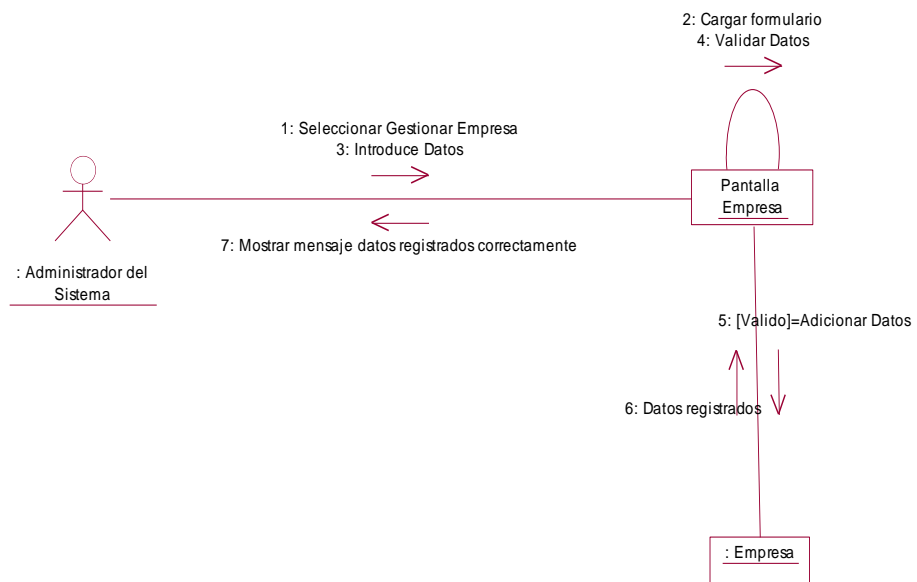 2: Cargar formulario
4: Validar Datos
1: Seleccionar Gestionar Empresa
3: Introduce Datos
Pantalla
Empresa
7: Mostrar mensaje datos registrados correctamente
: Administrador del
Sistema
5: [Valido]=Adicionar Datos
6: Datos registrados
: Empresa